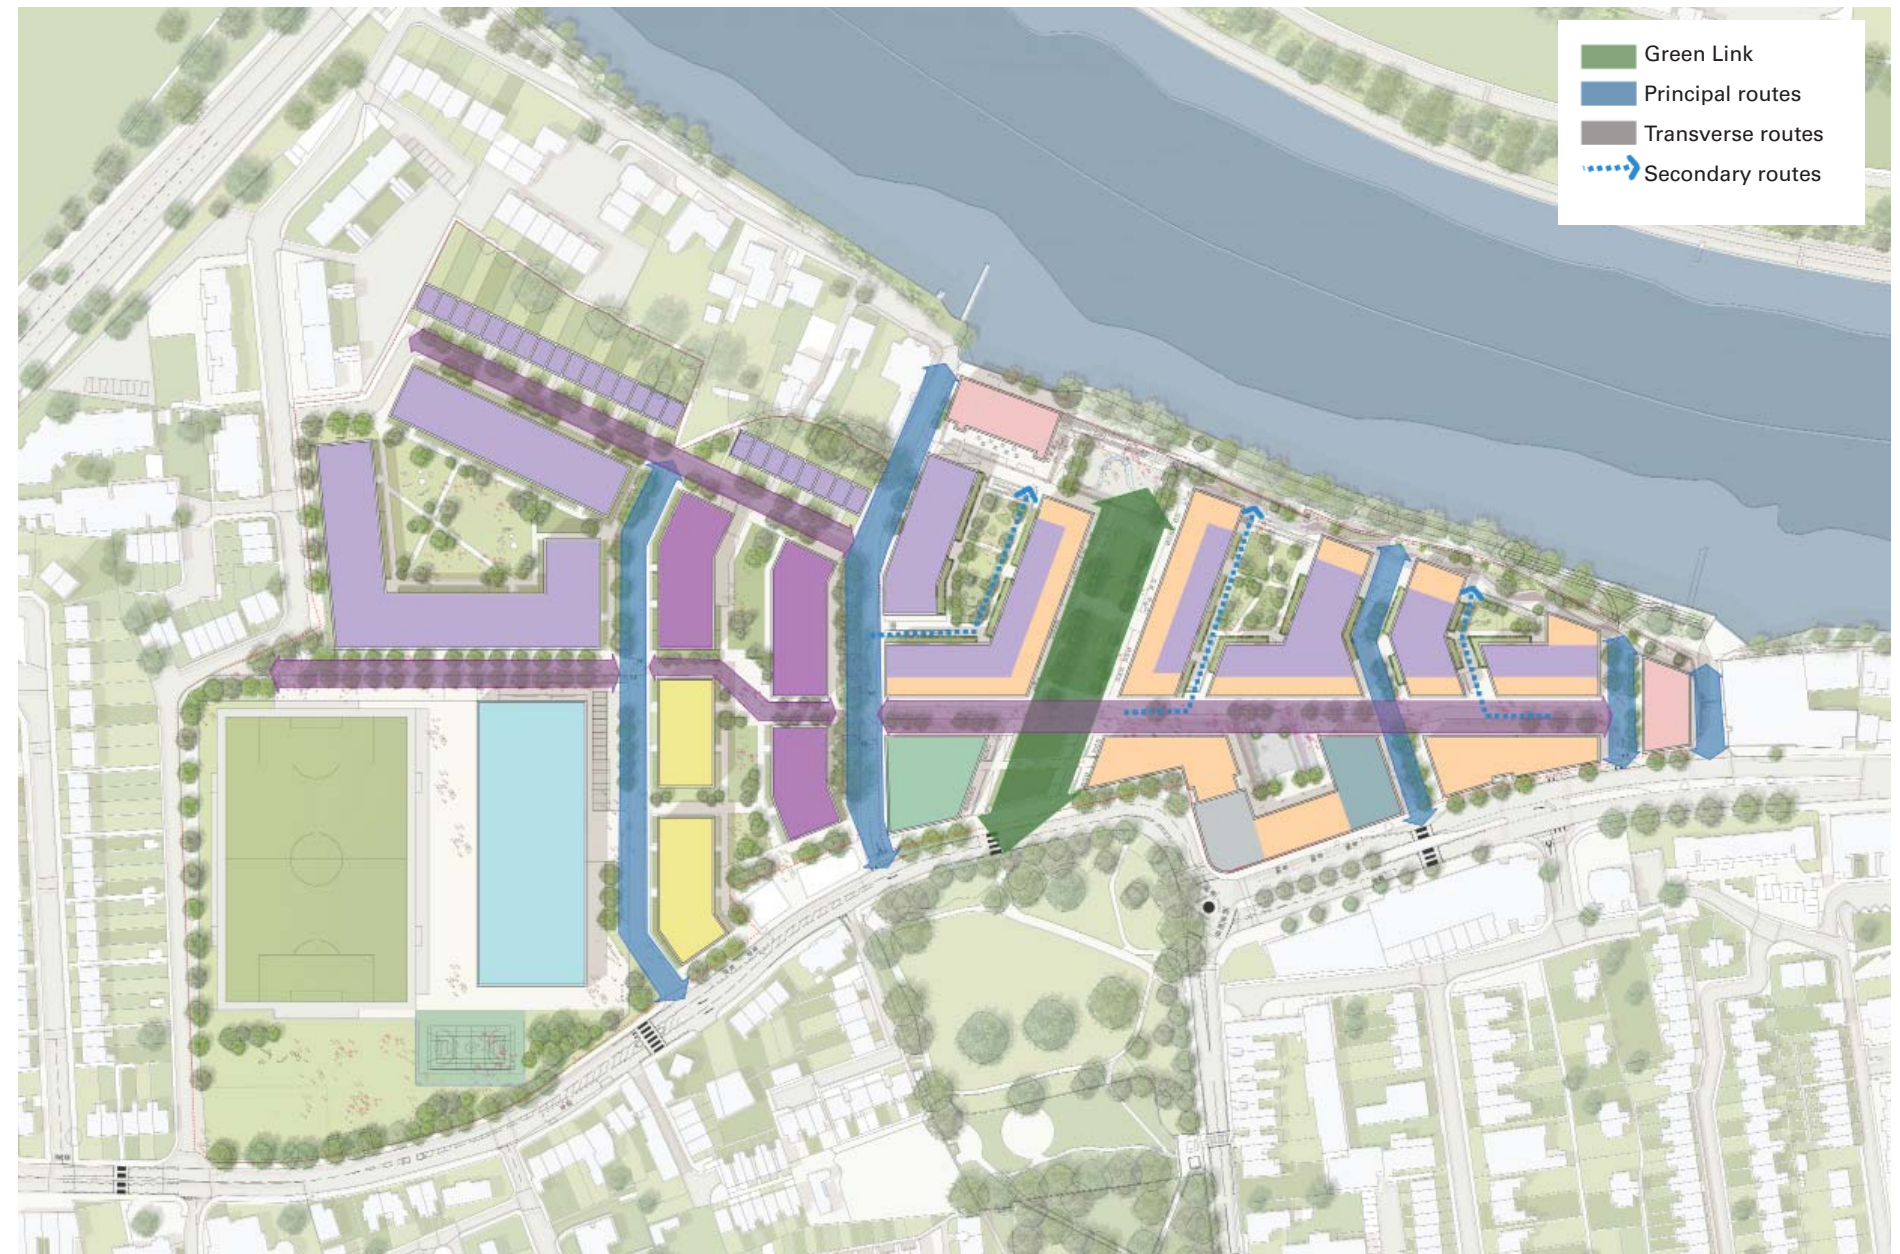 Green Link
Principal routes
Transverse routes
Secondary routes